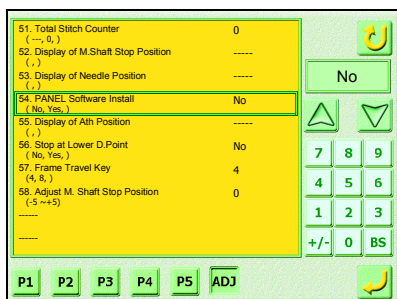 51. Total Stitch Counter 0
( ---, 0, )
52. Display of M.Shaft Stop Position -----
( , )
53. Display of Needle Position -----
( , )
54. PANEL Software Install No
( No, Yes, )
55. Display of Ath Position -----
( , )
56. Stop at Lower D.Point No
( No, Yes, )
57. Frame Travel Key 4
(4, 8, )
58. Adjust M. Shaft Stop Position 0
(-5 ~+5)
------
------
No
7 8 9
4 5 6
1 2 3
+/- 0 BS
P1 P2 P3 P4 P5 ADJ